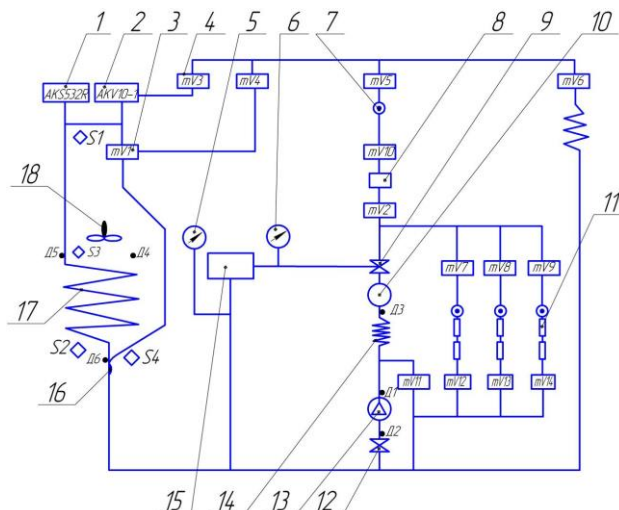 1 2 3 4 5 6 7 8 9 10
AKS532R AKV10-1 mV3 mV4 mV5 mV6
S1 mV1 mV10
18 mV2 11
Д5 S3 Д4 mV7 mV8 mV9
17 15 Д3
S2 Д6 S4 mV11 mV12 mV13 mV14
16 Д1
Д2
15 14 13 12